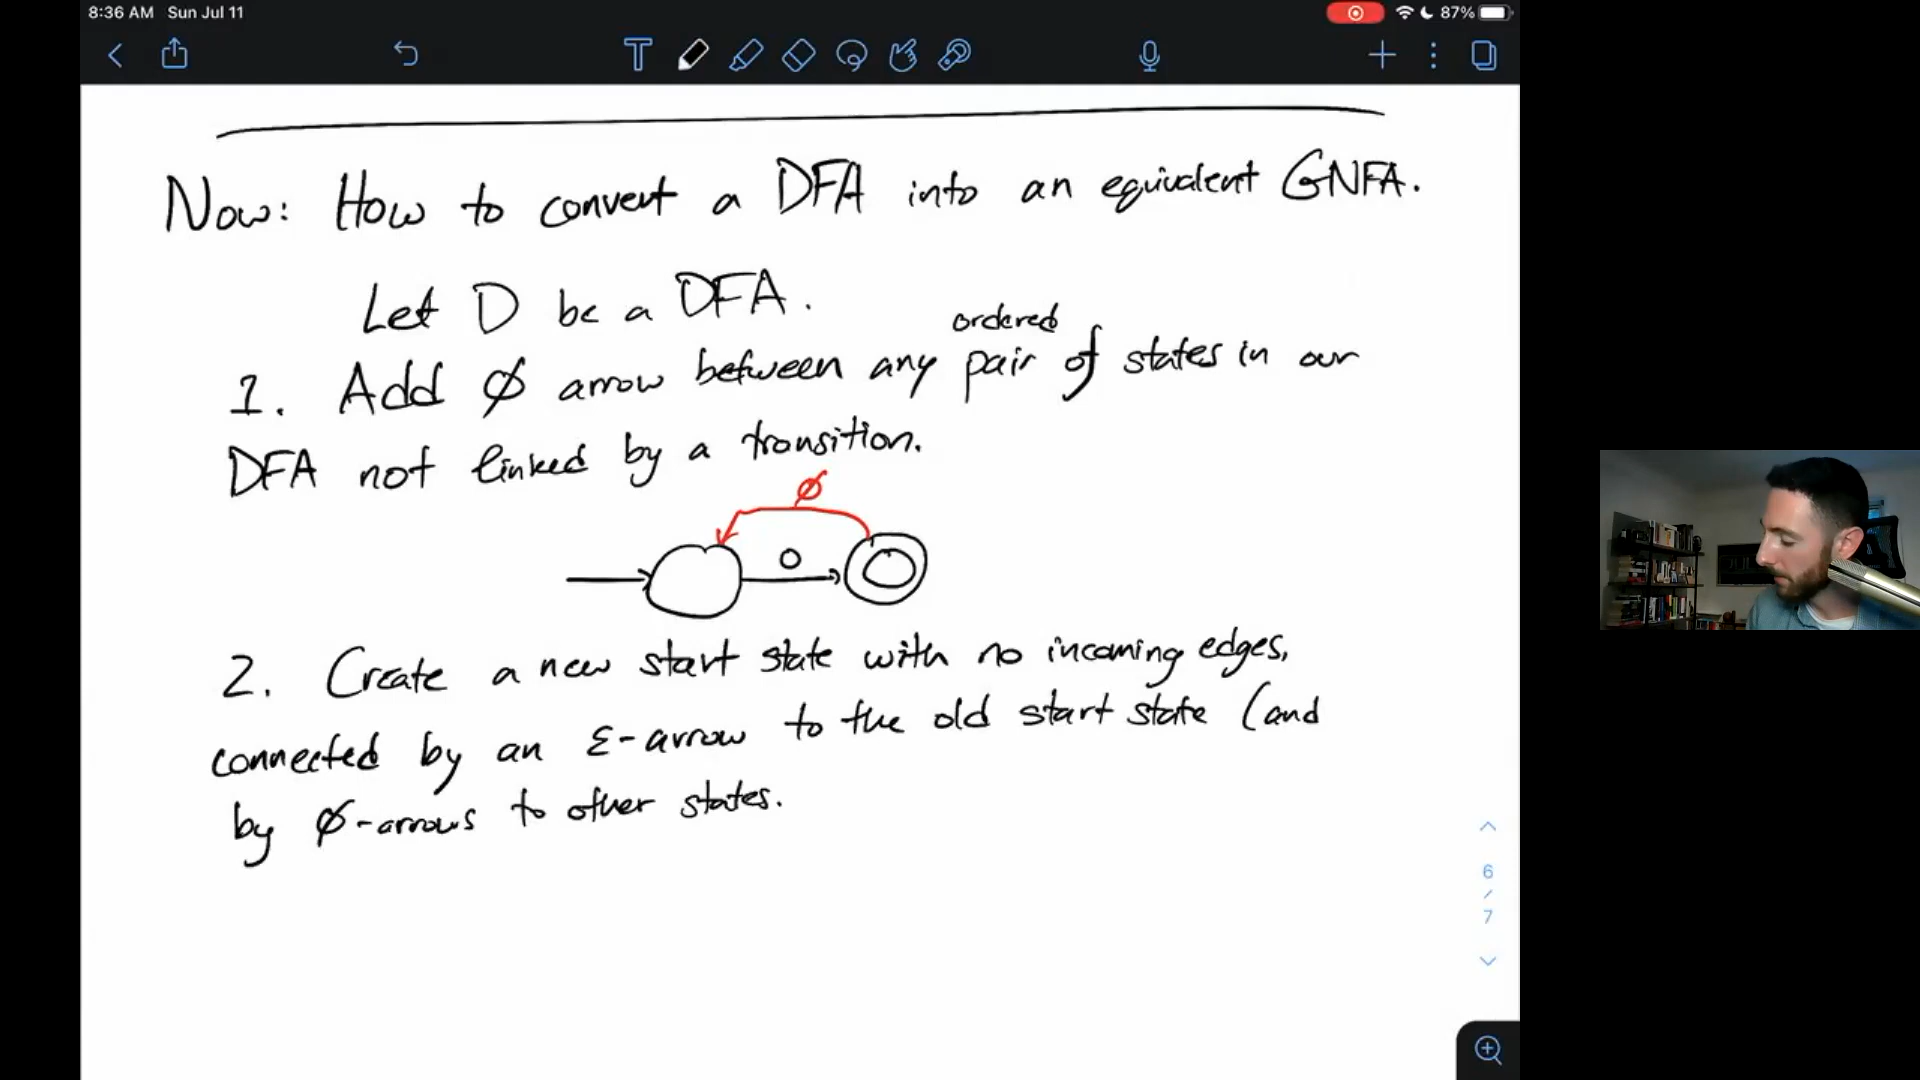 8:36 AM Sun Jul 11
87%
T
Now: How to convert a DFA into an equivalent GNFA.
Let D be a DFA.
ordered
1. Add ∅ arrow between any pair of states in our
DFA not linked by a transition.
∅
0
2. Create a new start state with no incoming edges,
connected by an ε-arrow to the old start state (and
by ∅-arrows to other states.
6
/
7